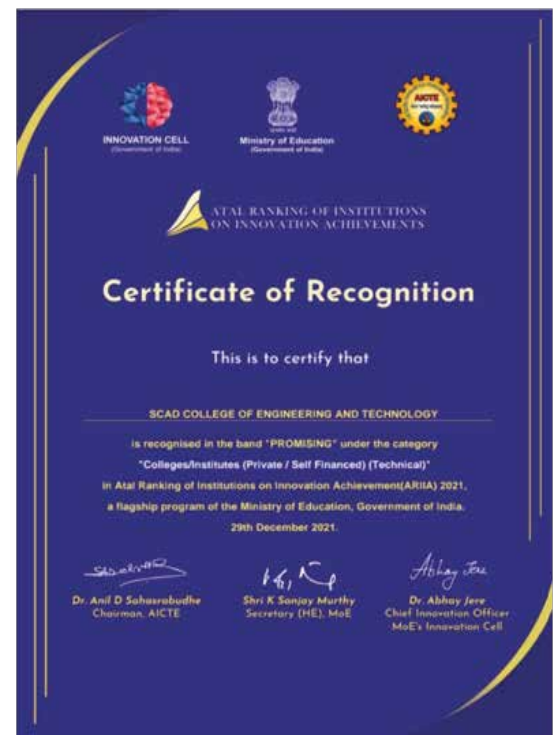 INNOVATION CELL
(Government of India)
Ministry of Education
(Government of India)
AICTE
ATAL RANKING OF INSTITUTIONS
ON INNOVATION ACHIEVEMENTS
Certificate of Recognition
This is to certify that
SCAD COLLEGE OF ENGINEERING AND TECHNOLOGY
is recognised in the band "PROMISING" under the category
"Colleges/Institutes (Private / Self Financed) (Technical)"
in Atal Ranking of Institutions on Innovation Achievement(ARIIA) 2021,
a flagship program of the Ministry of Education, Government of India.
29th December 2021.
Abhay Jere
Dr. Anil D Sahasrabudhe
Chairman, AICTE
Shri K Sanjay Murthy
Secretary (HE), MoE
Dr. Abhay Jere
Chief Innovation Officer
MoE's Innovation Cell